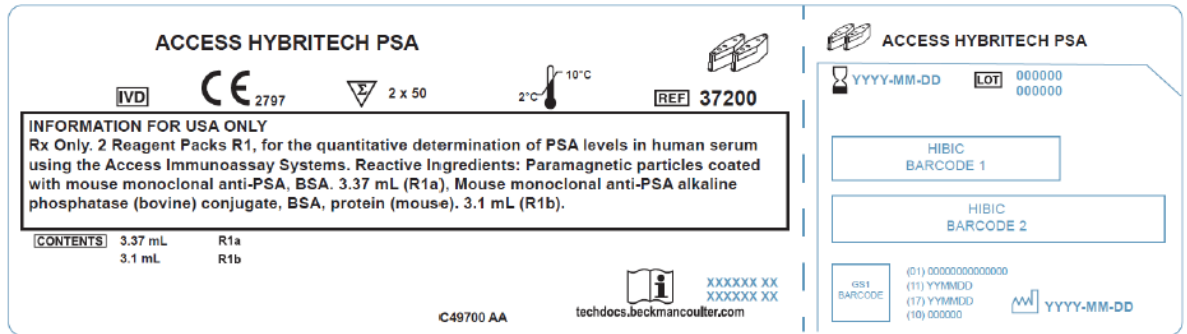 ACCESS HYBRITECH PSA
IVD
CE 2797
Σ 2 x 50
2°C 10°C
REF 37200
INFORMATION FOR USA ONLY
Rx Only. 2 Reagent Packs R1, for the quantitative determination of PSA levels in human serum
using the Access Immunoassay Systems. Reactive Ingredients: Paramagnetic particles coated
with mouse monoclonal anti-PSA, BSA. 3.37 mL (R1a), Mouse monoclonal anti-PSA alkaline
phosphatase (bovine) conjugate, BSA, protein (mouse). 3.1 mL (R1b).
CONTENTS 3.37 mL R1a
3.1 mL R1b
i
XXXXXX XX
XXXXXX XX
techdocs.beckmancoulter.com
C49700 AA
ACCESS HYBRITECH PSA
YYYY-MM-DD
LOT 000000
000000
HIBIC
BARCODE 1
HIBIC
BARCODE 2
GS1
BARCODE
(01) 00000000000000
(11) YYMMDD
(17) YYMMDD
(10) 000000
YYYY-MM-DD